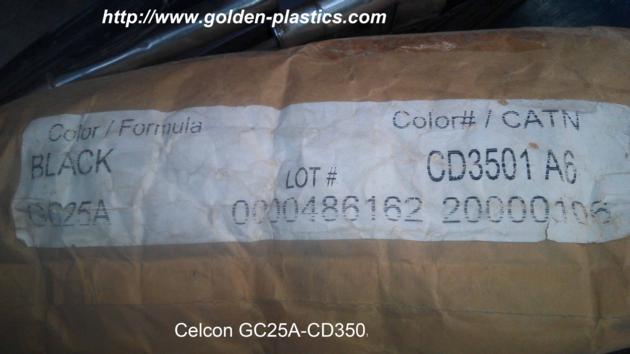 http://www.golden-plastics.com
Color / Formula
Color# / CATN
BLACK
LOT #
CD3501 A6
GC25A
0000486162 20000106
Celcon GC25A-CD350.